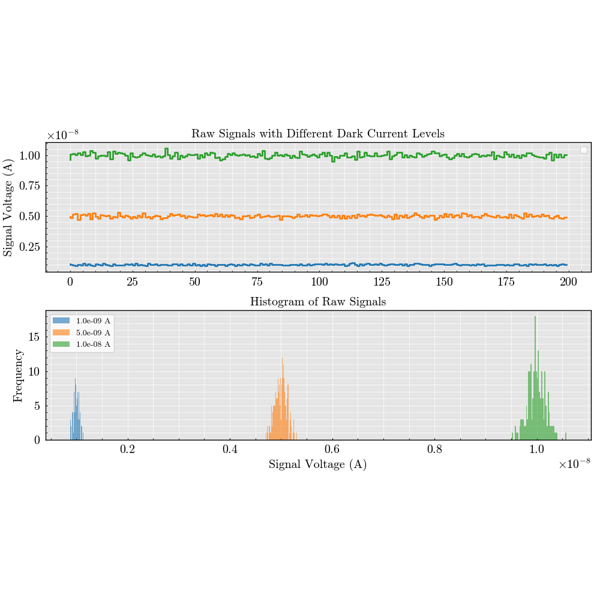 Raw Signals with Different Dark Current Levels
×10⁻⁸
1.00
0.75
0.50
0.25
Signal Voltage (A)
0 25 50 75 100 125 150 175 200
Histogram of Raw Signals
1.0e-09 A
5.0e-09 A
1.0e-08 A
15
10
5
0
Frequency
0.2 0.4 0.6 0.8 1.0
Signal Voltage (A)
×10⁻⁸